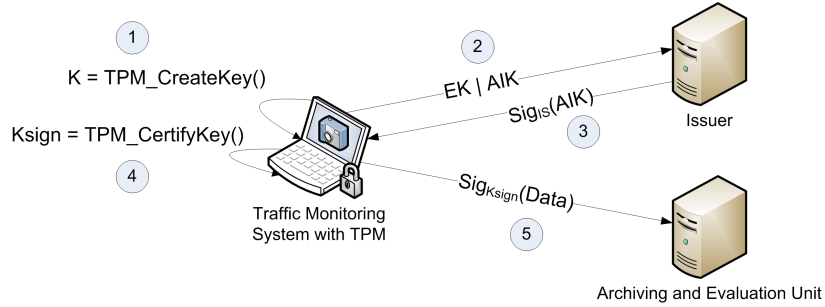 1
K = TPM_CreateKey()
2
EK | AIK
Issuer
SigIS(AIK)
3
Ksign = TPM_CertifyKey()
4
Traffic Monitoring
System with TPM
SigKsign(Data)
5
Archiving and Evaluation Unit